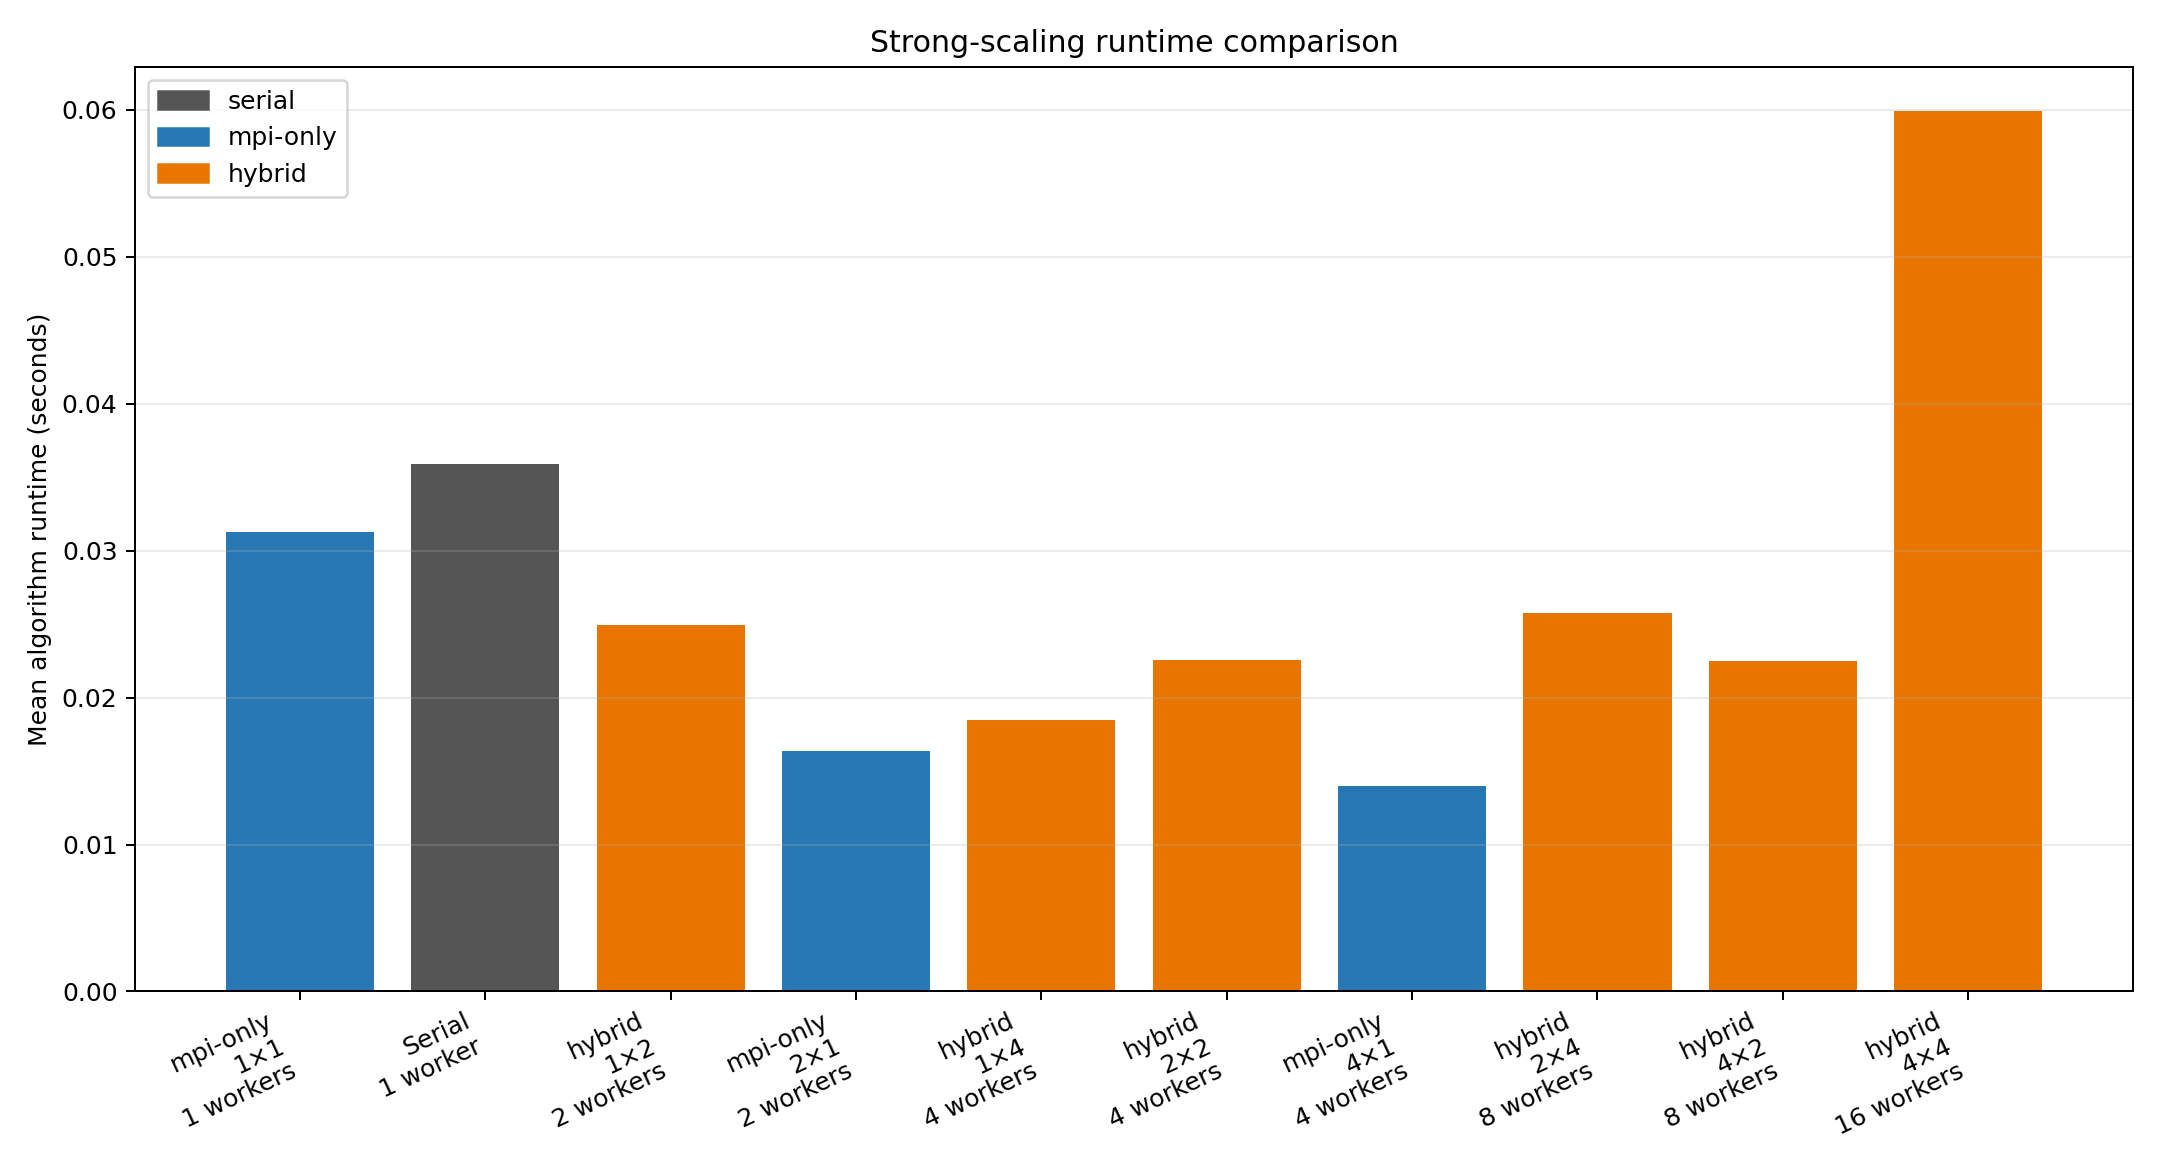 Strong-scaling runtime comparison
serial
mpi-only
hybrid
Mean algorithm runtime (seconds)
0.06
0.05
0.04
0.03
0.02
0.01
0.00
mpi-only
1×1
1 workers
Serial
1 worker
hybrid
1×2
2 workers
mpi-only
2×1
2 workers
hybrid
1×4
4 workers
hybrid
2×2
4 workers
mpi-only
4×1
4 workers
hybrid
2×4
8 workers
hybrid
4×2
8 workers
hybrid
4×4
16 workers